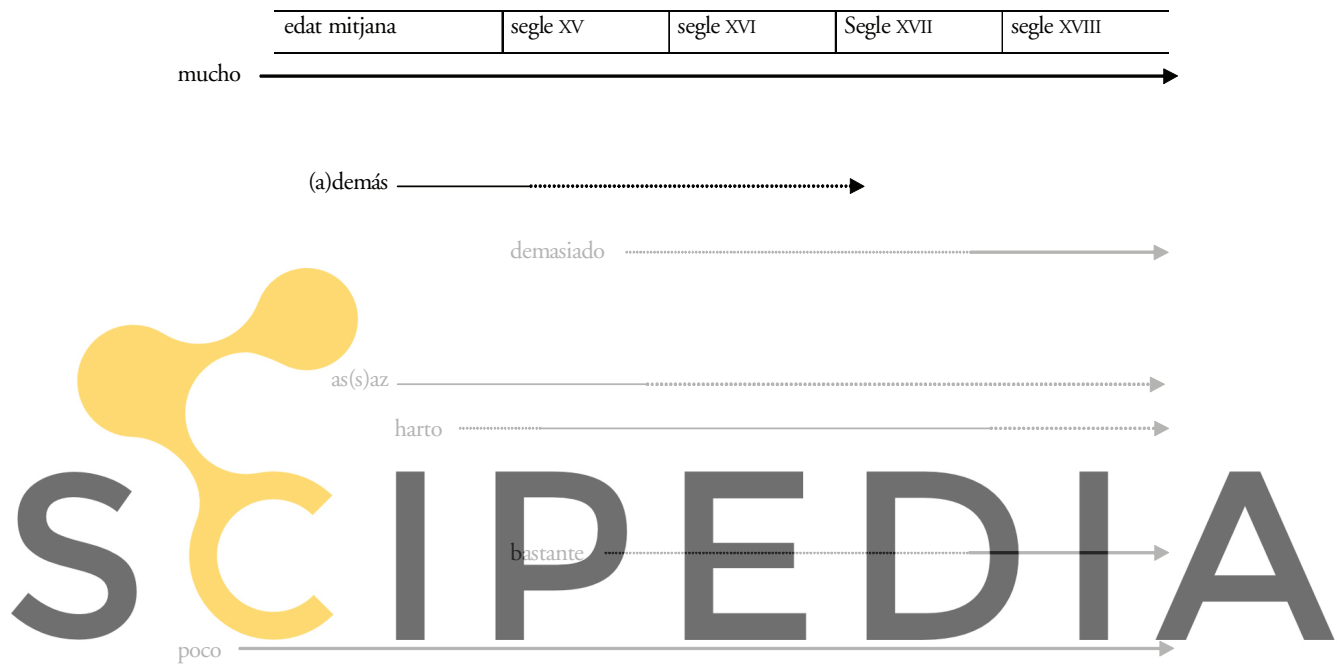 edat mitjana segle XV segle XVI Segle XVII segle XVIII
mucho
(a)demás
demasiado
as(s)az
harto
SCIPEDIA
bastante
poco